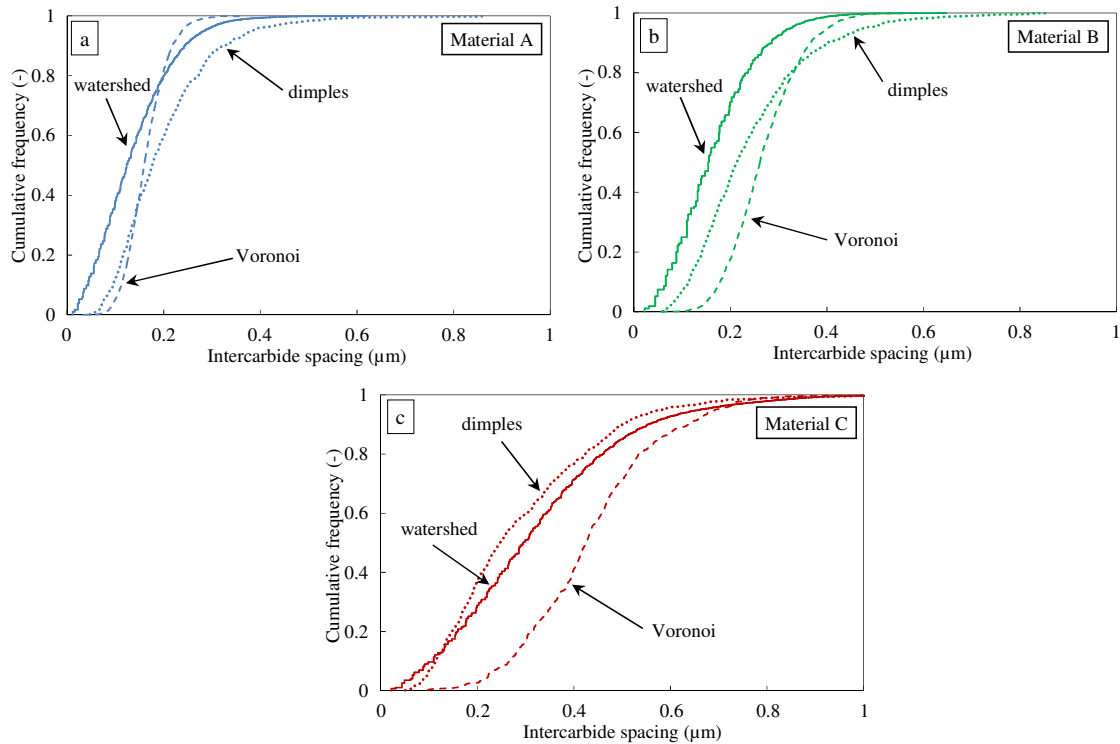 a
Material A
watershed
dimples
Voronoi
Cumulative frequency (-)
0
0.2
0.4
0.6
0.8
1
0 0.2 0.4 0.6 0.8 1
Intercarbide spacing (µm)
b
Material B
watershed
dimples
Voronoi
Cumulative frequency (-)
0
0.2
0.4
0.6
0.8
1
0 0.2 0.4 0.6 0.8 1
Intercarbide spacing (µm)
c
Material C
dimples
watershed
Voronoi
Cumulative frequency (-)
0
0.2
0.4
0.6
0.8
1
0 0.2 0.4 0.6 0.8 1
Intercarbide spacing (µm)